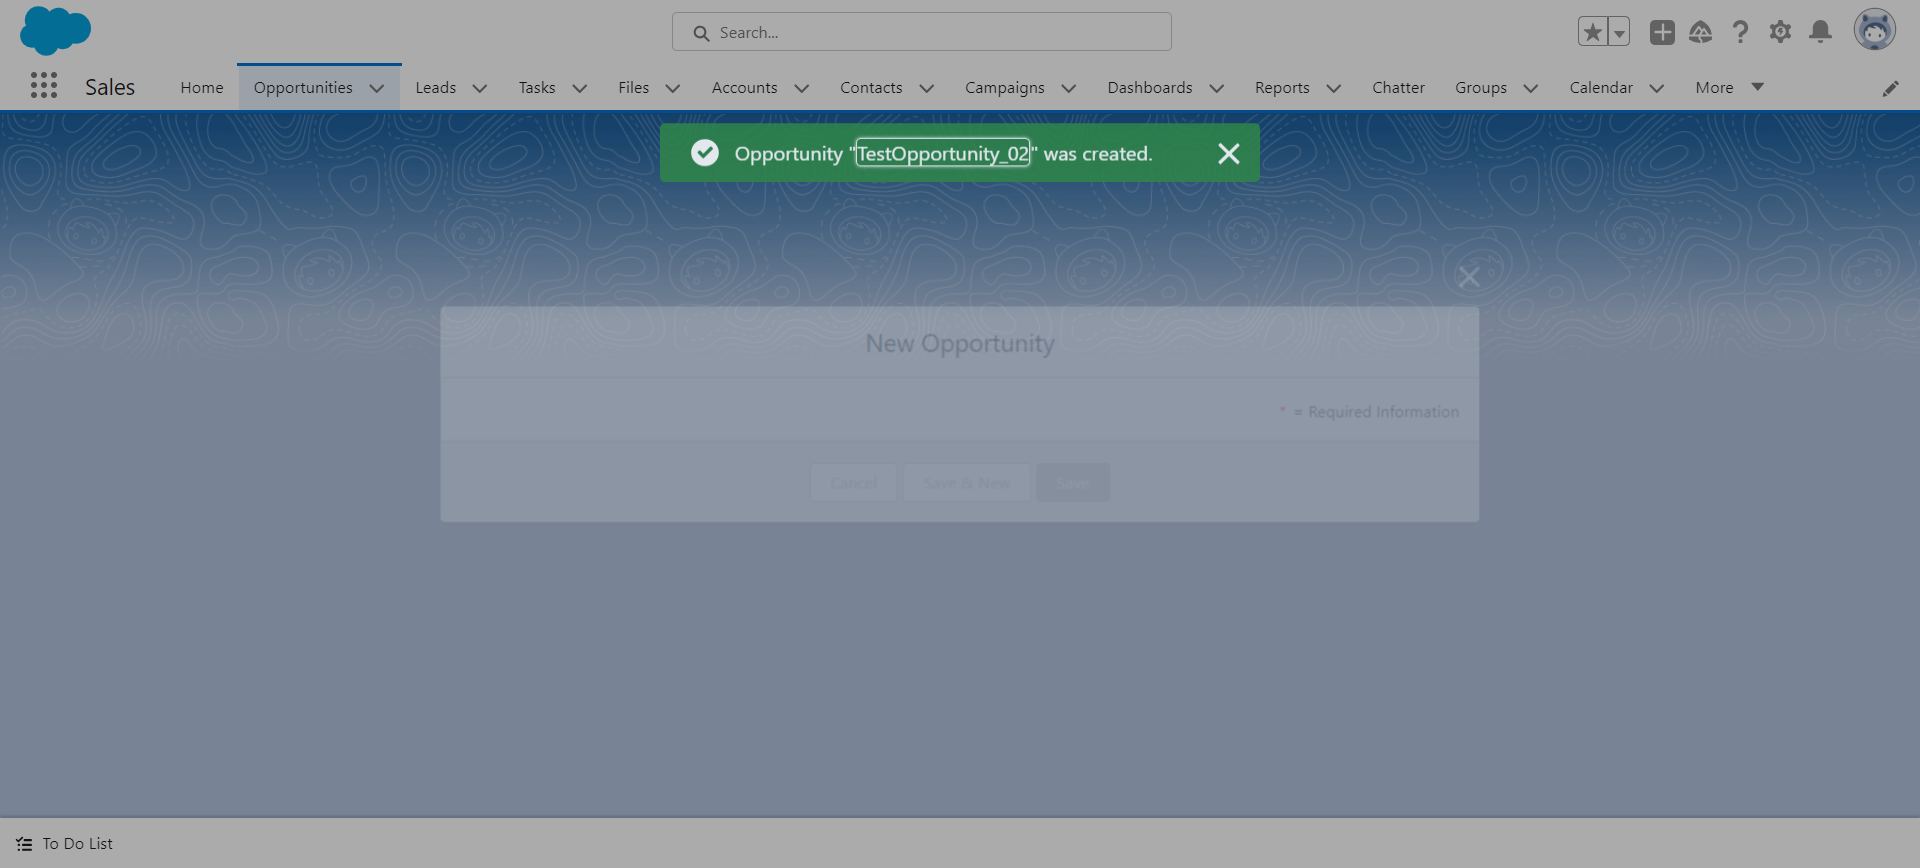 Search...
Sales Home Opportunities Leads Tasks Files Accounts Contacts Campaigns Dashboards Reports Chatter Groups Calendar More
Opportunity "TestOpportunity_02" was created.
New Opportunity
* = Required Information
Cancel Save & New Save
To Do List